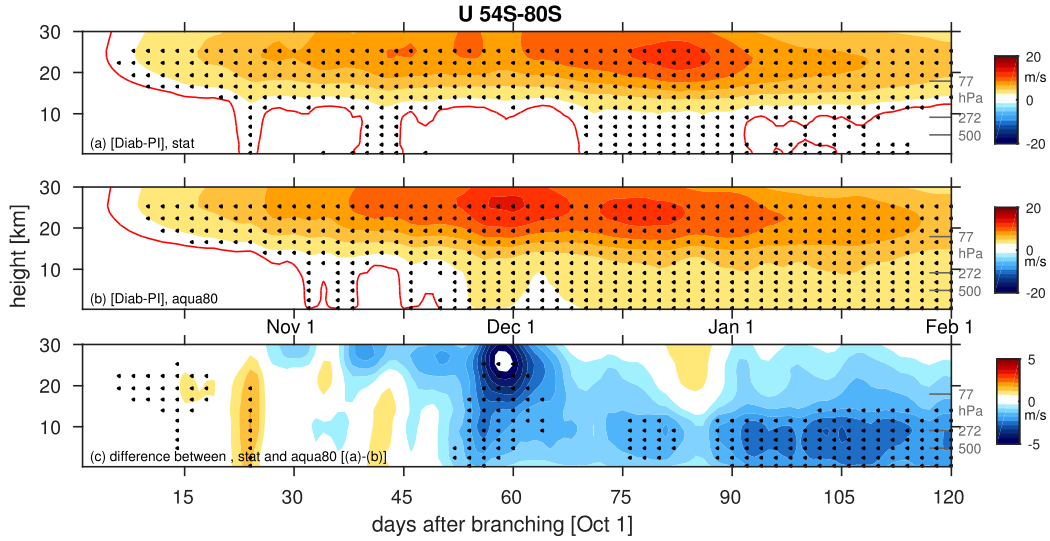 U 54S-80S
30
20
10
(a) [Diab-PI], stat
77
hPa
272
500
20
m/s
0
-20
30
20
10
(b) [Diab-PI], aqua80
77
hPa
272
500
20
0
m/s
-20
height [km]
Nov 1
Dec 1
Jan 1
Feb 1
30
20
10
(c) difference between , stat and aqua80 [(a)-(b)]
77
hPa
272
500
5
0
m/s
-5
15
30
45
60
75
90
105
120
days after branching [Oct 1]